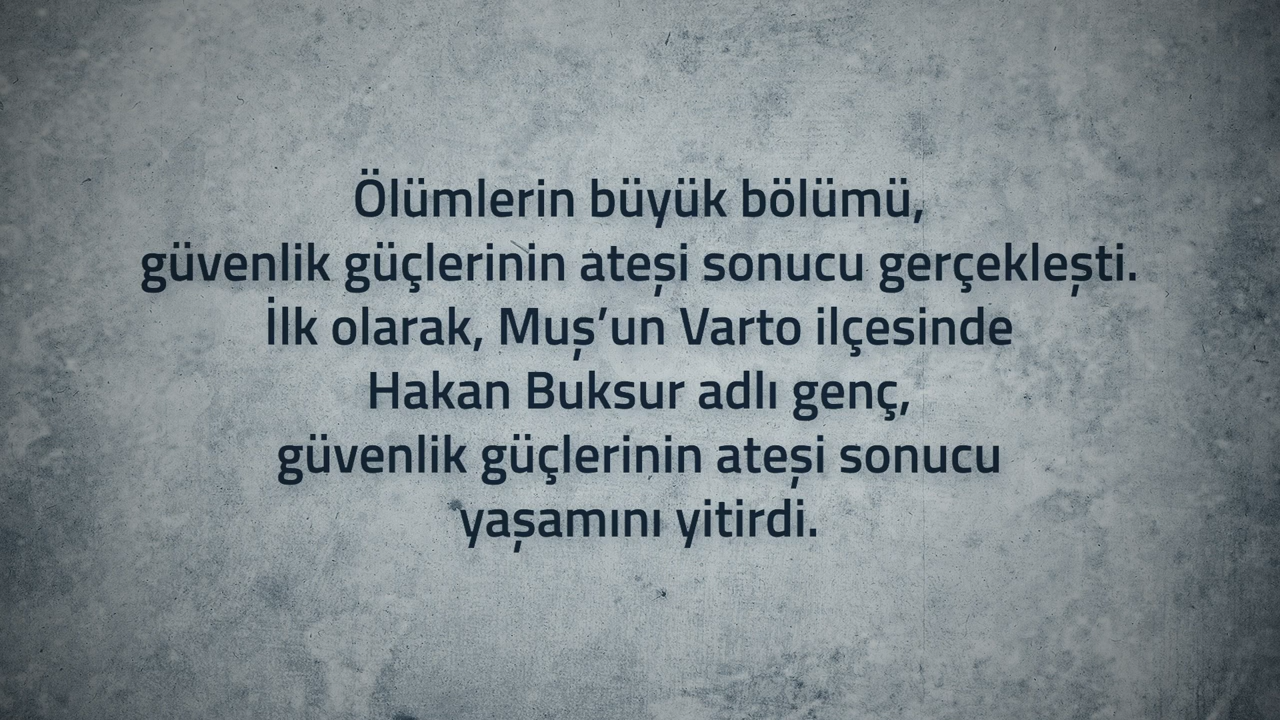 Ölümlerin büyük bölümü,
güvenlik güçlerinin ateşi sonucu gerçekleşti.
İlk olarak, Muş’un Varto ilçesinde
Hakan Buksur adlı genç,
güvenlik güçlerinin ateşi sonucu
yaşamını yitirdi.